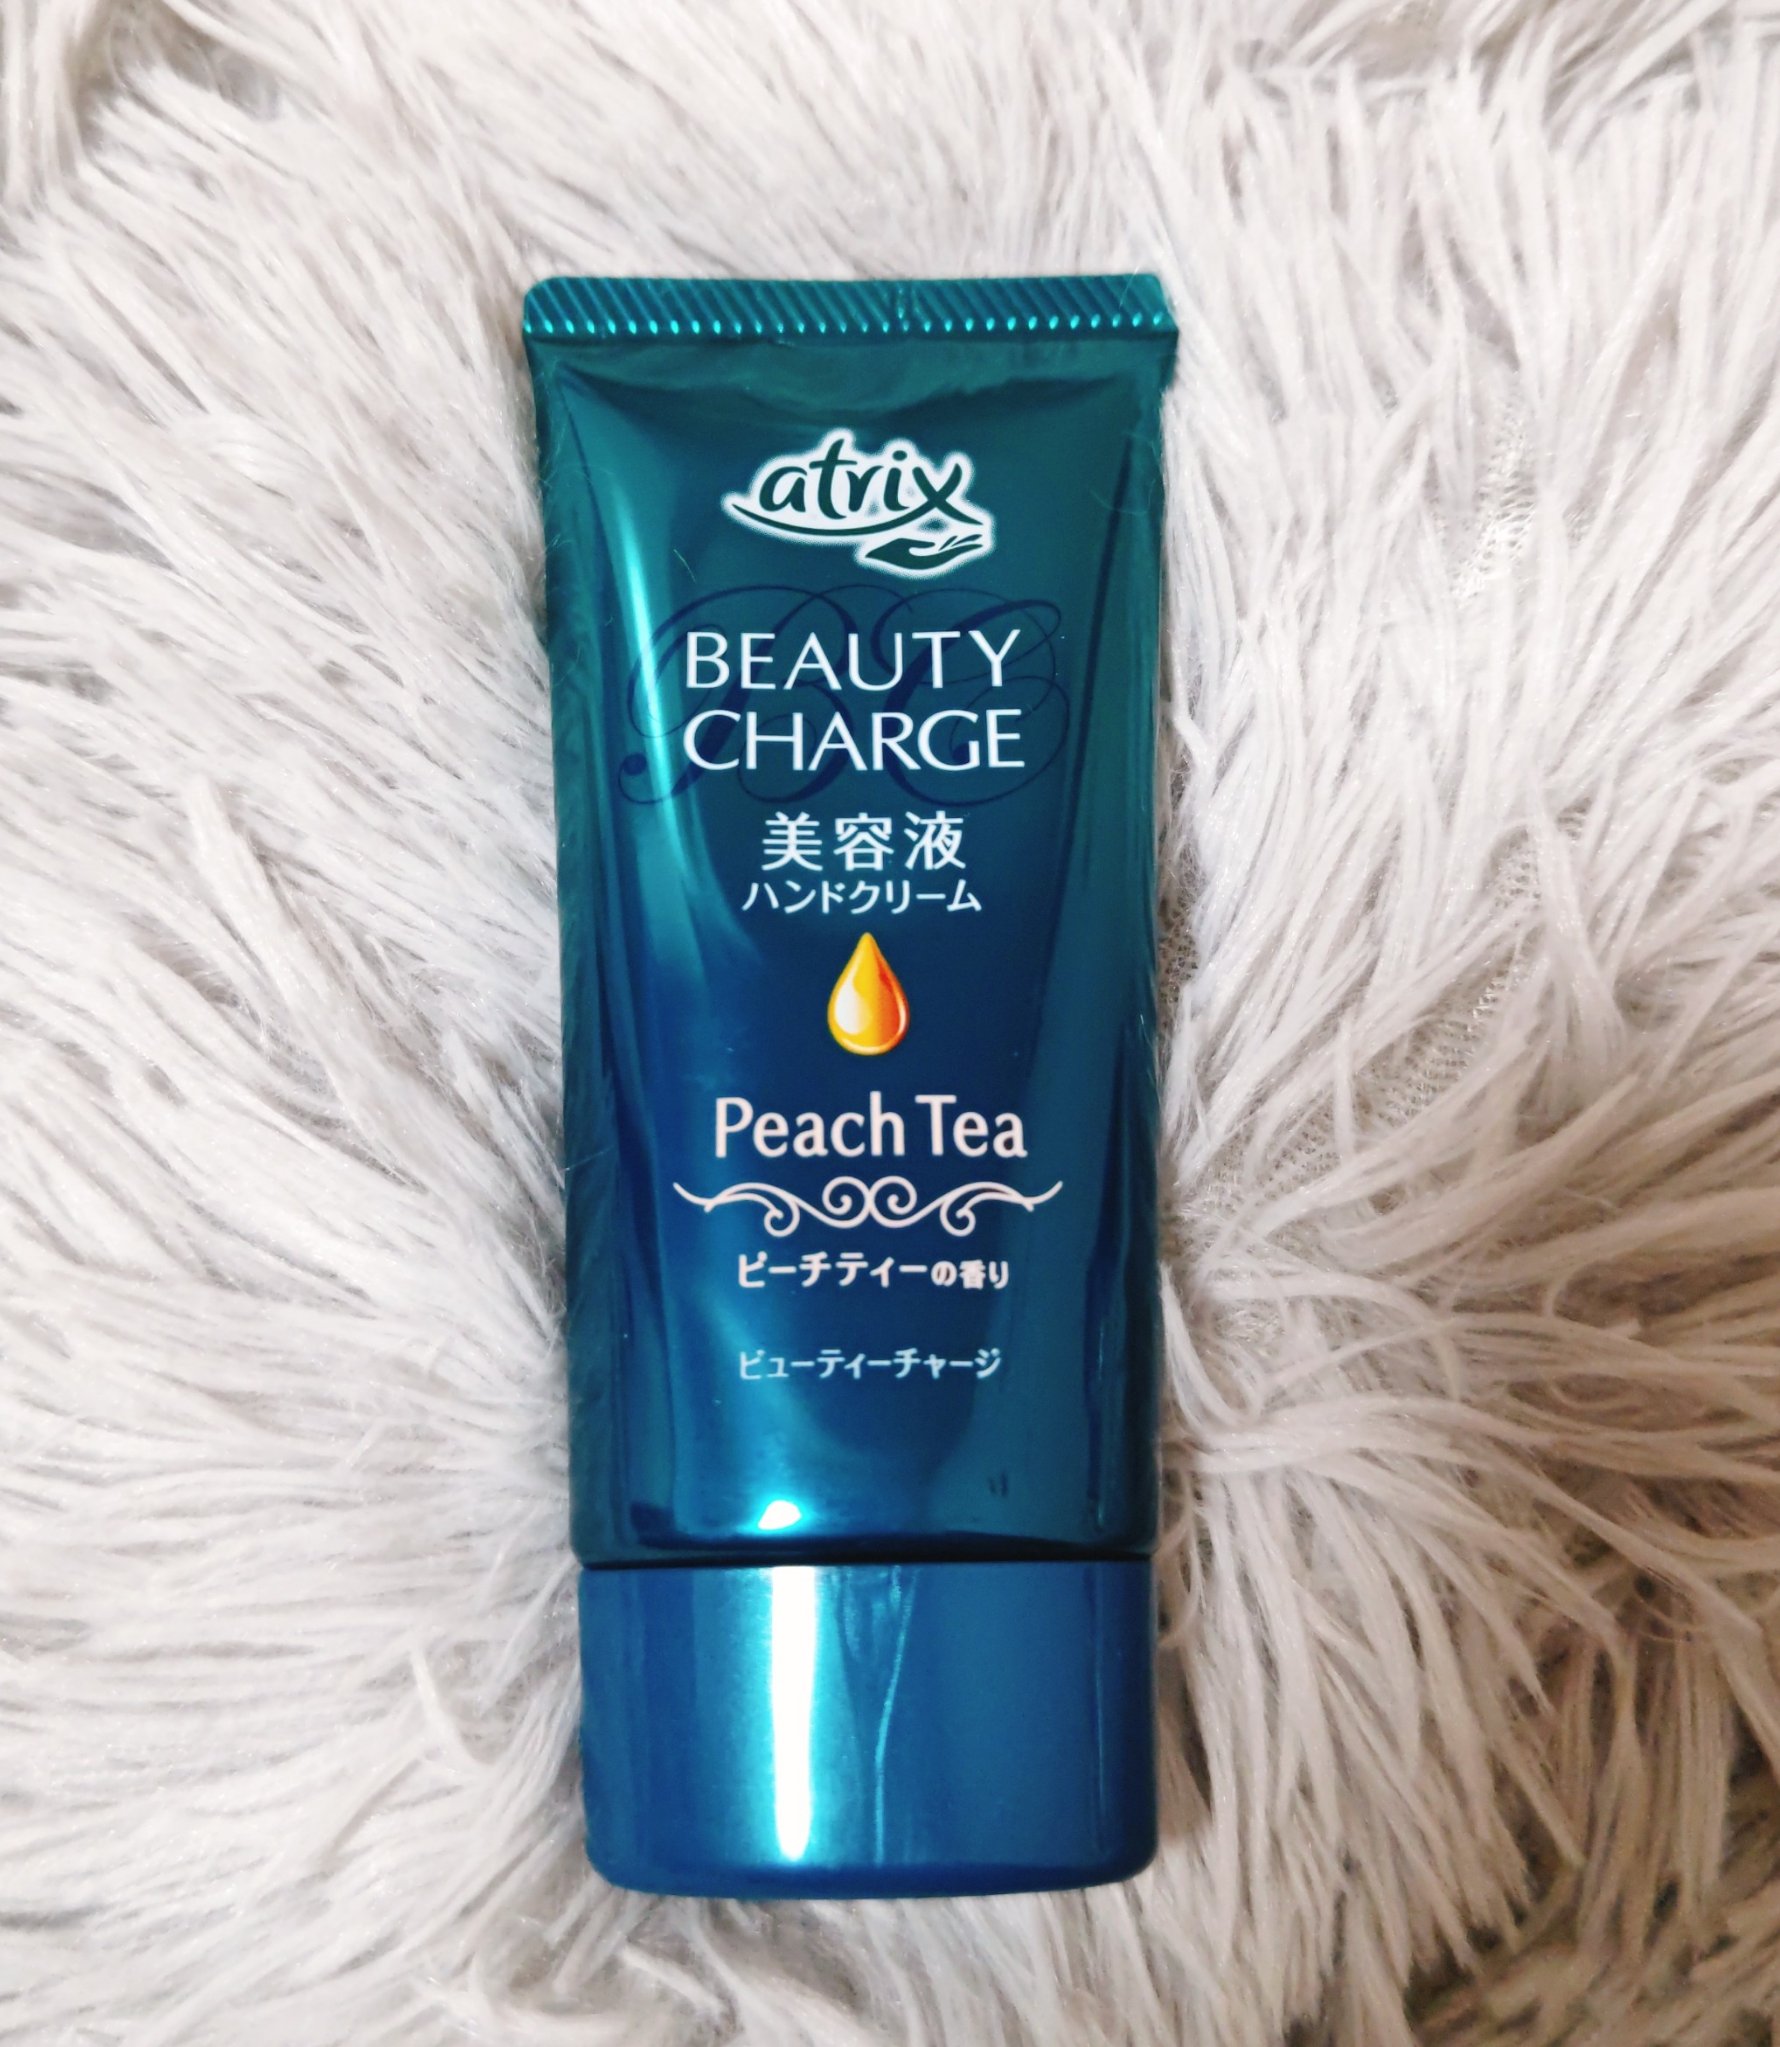 atrix
BEAUTY
CHARGE
美容液
ハンドクリーム
Peach Tea
ピーチティーの香り
ビューティーチャージ